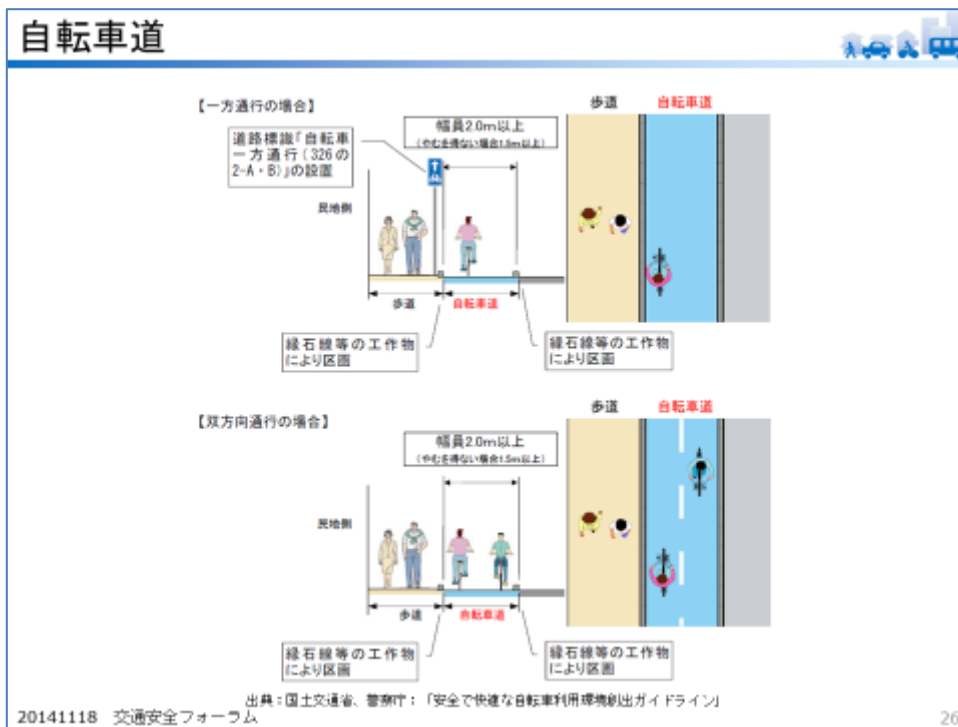 自転車道
【一方通行の場合】
歩道
自転車道
幅員2.0m以上
(やむを得ない場合1.5m以上)
道路標識「自転車
一方通行(326の
2-A・B)」の設置
民地側
歩道
自転車道
縁石線等の工作物
により区画
縁石線等の工作物
により区画
【双方向通行の場合】
歩道
自転車道
幅員2.0m以上
(やむを得ない場合1.5m以上)
民地側
歩道
自転車道
縁石線等の工作物
により区画
縁石線等の工作物
により区画
出典:国土交通省、警察庁:「安全で快適な自転車利用環境創出ガイドライン」
20141118 交通安全フォーラム
26